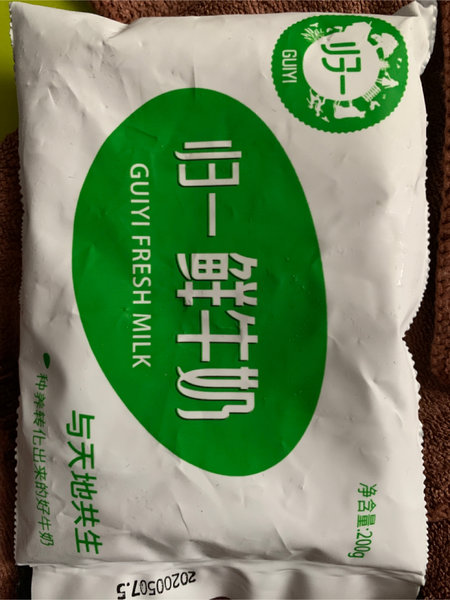 归一
GUIYI
归一 鲜牛奶
GUIYI FRESH MILK
与天地共生
种养转化出来的好牛奶
净含量:200g
20200507.5